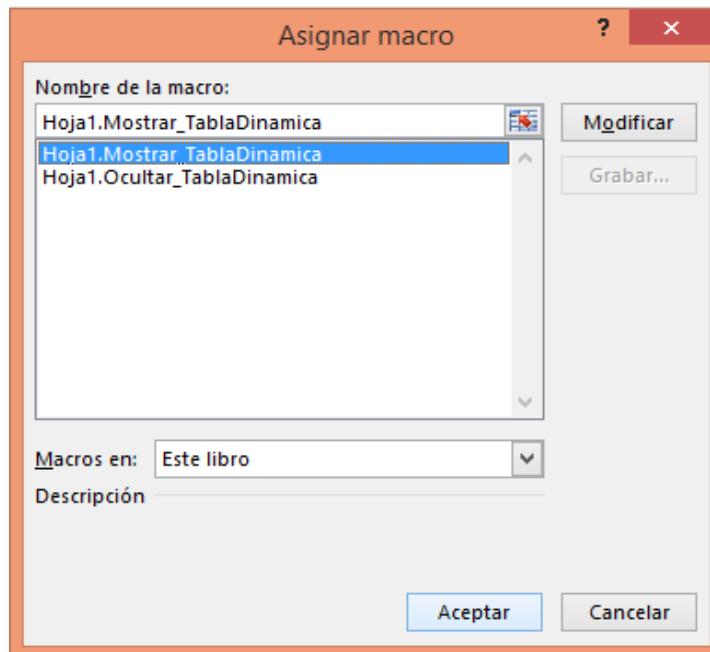 Asignar macro
?
Nombre de la macro:
Hoja1.Mostrar_TablaDinamica
Modificar
Hoja1.Mostrar_TablaDinamica
Hoja1.Ocultar_TablaDinamica
Grabar...
Macros en:
Este libro
Descripción
Aceptar
Cancelar